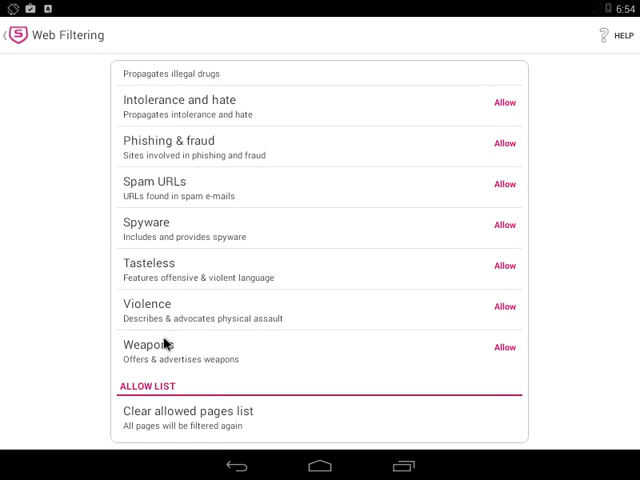 6:54
Web Filtering
HELP
Propagates illegal drugs
Intolerance and hate
Allow
Propagates intolerance and hate
Phishing & fraud
Allow
Sites involved in phishing and fraud
Spam URLs
Allow
URLs found in spam e-mails
Spyware
Allow
Includes and provides spyware
Tasteless
Allow
Features offensive & violent language
Violence
Allow
Describes & advocates physical assault
Weapons
Allow
Offers & advertises weapons
ALLOW LIST
Clear allowed pages list
All pages will be filtered again